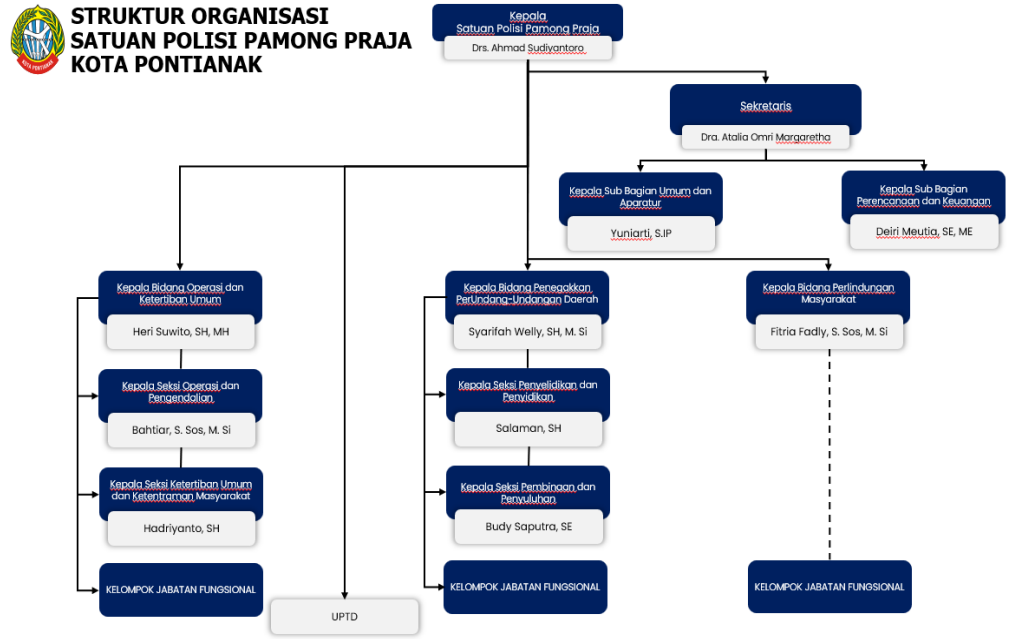 STRUKTUR ORGANISASI
SATUAN POLISI PAMONG PRAJA
KOTA PONTIANAK
KOTA PONTIANAK
Kepala
Satuan Polisi Pamong Praja
Drs. Ahmad Sudiyantoro
Sekretaris
Dra. Atalia Omri Margaretha
Kepala Sub Bagian Umum dan
Aparatur
Yuniarti, S.IP
Kepala Sub Bagian
Perencanaan dan Keuangan
Deiri Meutia, SE, ME
Kepala Bidang Operasi dan
Ketertiban Umum
Heri Suwito, SH, MH
Kepala Bidang Penegakkan
PerUndang-Undangan Daerah
Syarifah Welly, SH, M. Si
Kepala Bidang Perlindungan
Masyarakat
Fitria Fadly, S. Sos, M. Si
Kepala Seksi Operasi dan
Pengendalian
Bahtiar, S. Sos, M. Si
Kepala Seksi Penyelidikan dan
Penyidikan
Salaman, SH
Kepala Seksi Ketertiban Umum
dan Ketentraman Masyarakat
Hadriyanto, SH
Kepala Seksi Pembinaan dan
Penyuluhan
Budy Saputra, SE
KELOMPOK JABATAN FUNGSIONAL
KELOMPOK JABATAN FUNGSIONAL
KELOMPOK JABATAN FUNGSIONAL
UPTD